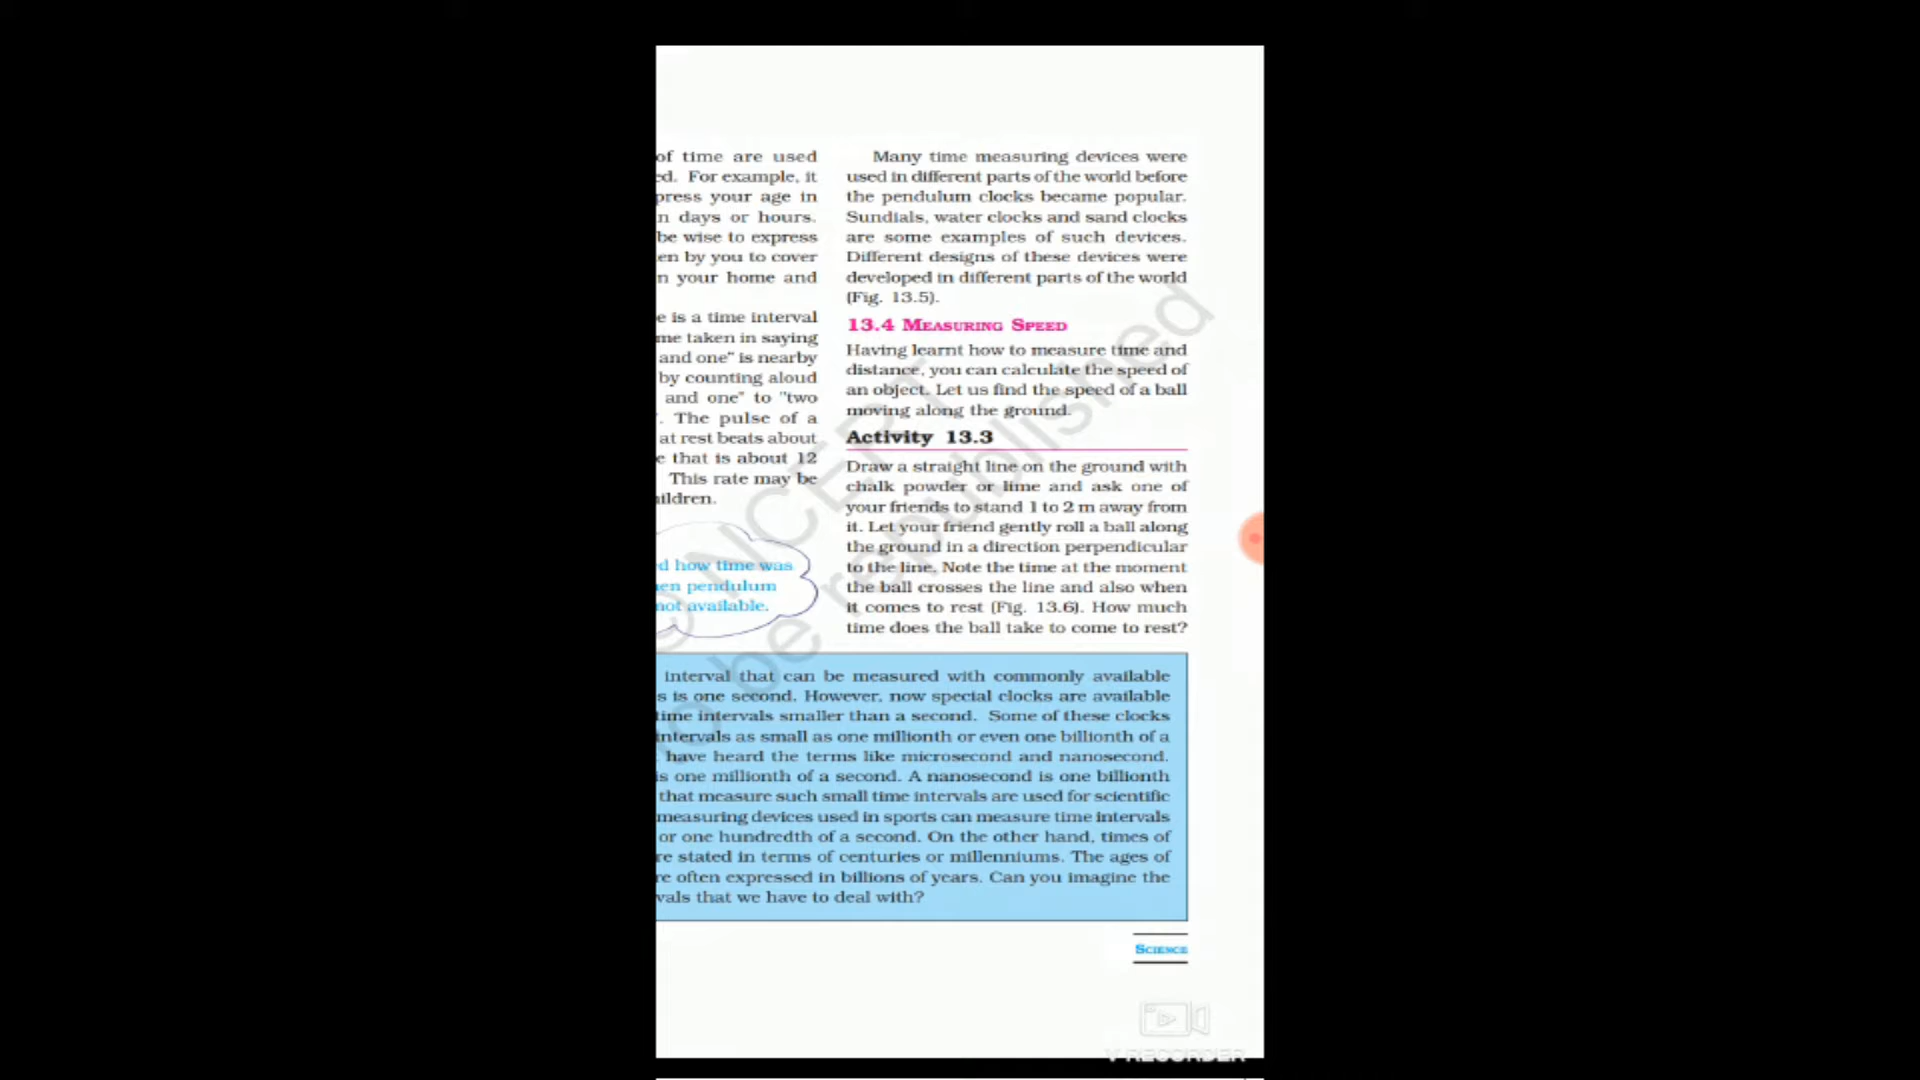 of time are used
ed. For example, it
press your age in
n days or hours.
be wise to express
en by you to cover
n your home and
e is a time interval
me taken in saying
and one" is nearby
by counting aloud
and one" to "two
. The pulse of a
at rest beats about
e that is about 12
This rate may be
ildren.
d how time was
en pendulum
not available.
Many time measuring devices were
used in different parts of the world before
the pendulum clocks became popular.
Sundials, water clocks and sand clocks
are some examples of such devices.
Different designs of these devices were
developed in different parts of the world
(Fig. 13.5).
13.4 MEASURING SPEED
Having learnt how to measure time and
distance, you can calculate the speed of
an object. Let us find the speed of a ball
moving along the ground.
Activity 13.3
Draw a straight line on the ground with
chalk powder or lime and ask one of
your friends to stand 1 to 2 m away from
it. Let your friend gently roll a ball along
the ground in a direction perpendicular
to the line. Note the time at the moment
the ball crosses the line and also when
it comes to rest (Fig. 13.6). How much
time does the ball take to come to rest?
interval that can be measured with commonly available
s is one second. However, now special clocks are available
time intervals smaller than a second. Some of these clocks
intervals as small as one millionth or even one billionth of a
have heard the terms like microsecond and nanosecond.
is one millionth of a second. A nanosecond is one billionth
that measure such small time intervals are used for scientific
measuring devices used in sports can measure time intervals
or one hundredth of a second. On the other hand, times of
re stated in terms of centuries or millenniums. The ages of
re often expressed in billions of years. Can you imagine the
vals that we have to deal with?
SCIENCE
© NCERT
to be republished
V RECORDER